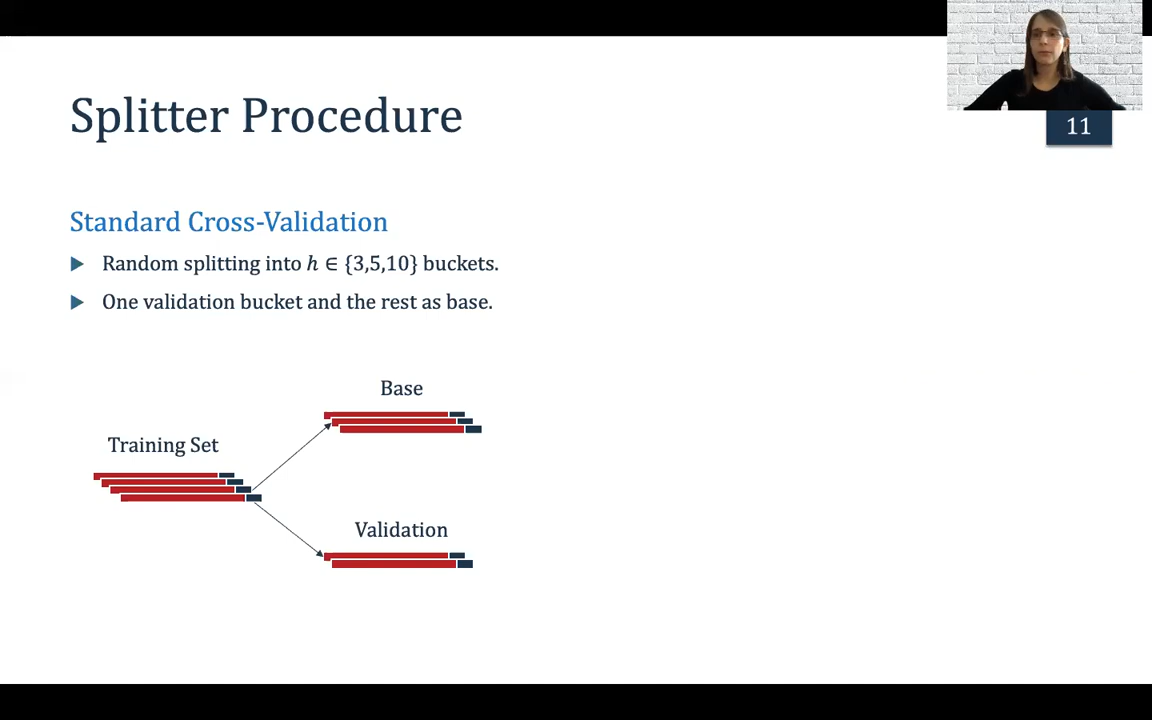 Splitter Procedure
11
Standard Cross-Validation
Random splitting into ℎ ∈ {3,5,10} buckets.
One validation bucket and the rest as base.
Base
Training Set
Validation